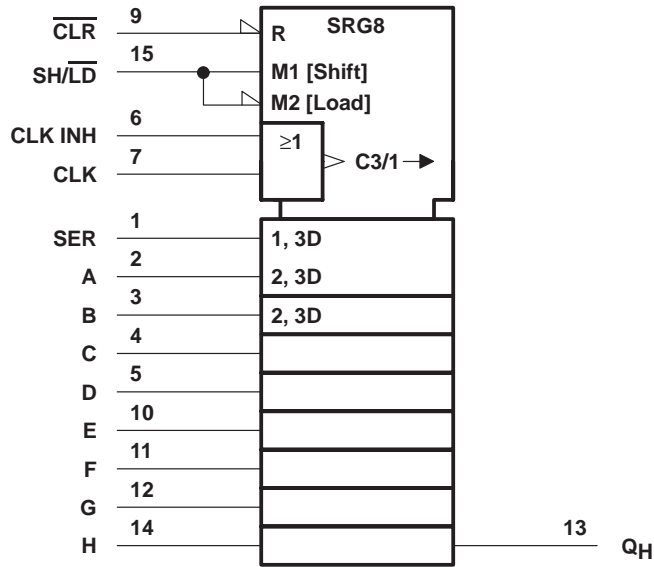 CLR 9 R SRG8
SH/LD 15 M1 [Shift]
M2 [Load]
CLK INH 6 ≥1
CLK 7 C3/1
SER 1 1, 3D
A 2 2, 3D
B 3 2, 3D
C 4
D 5
E 10
F 11
G 12
H 14 13 QH